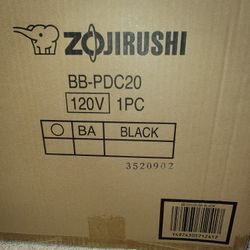 ZOJIRUSHI
BB-PDC20
120V 1PC
BA BLACK
3520902